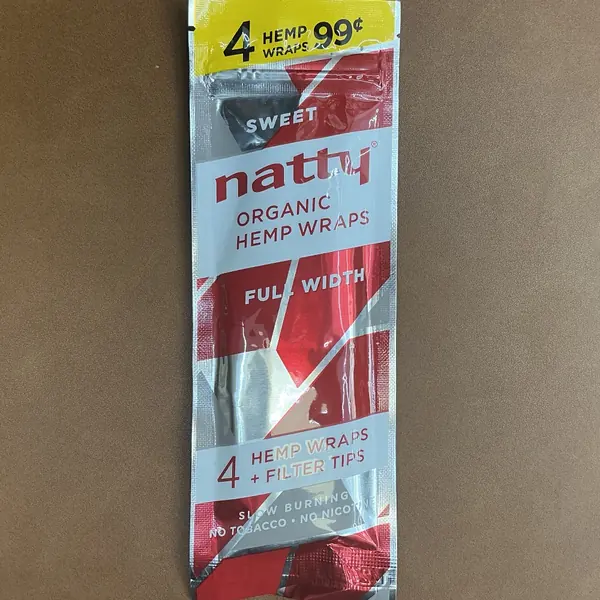 4 HEMP WRAPS 99¢
SWEET
natty®
ORGANIC
HEMP WRAPS
FULL WIDTH
4 HEMP WRAPS
+ FILTER TIPS
SLOW BURNING
NO TOBACCO • NO NICOTINE